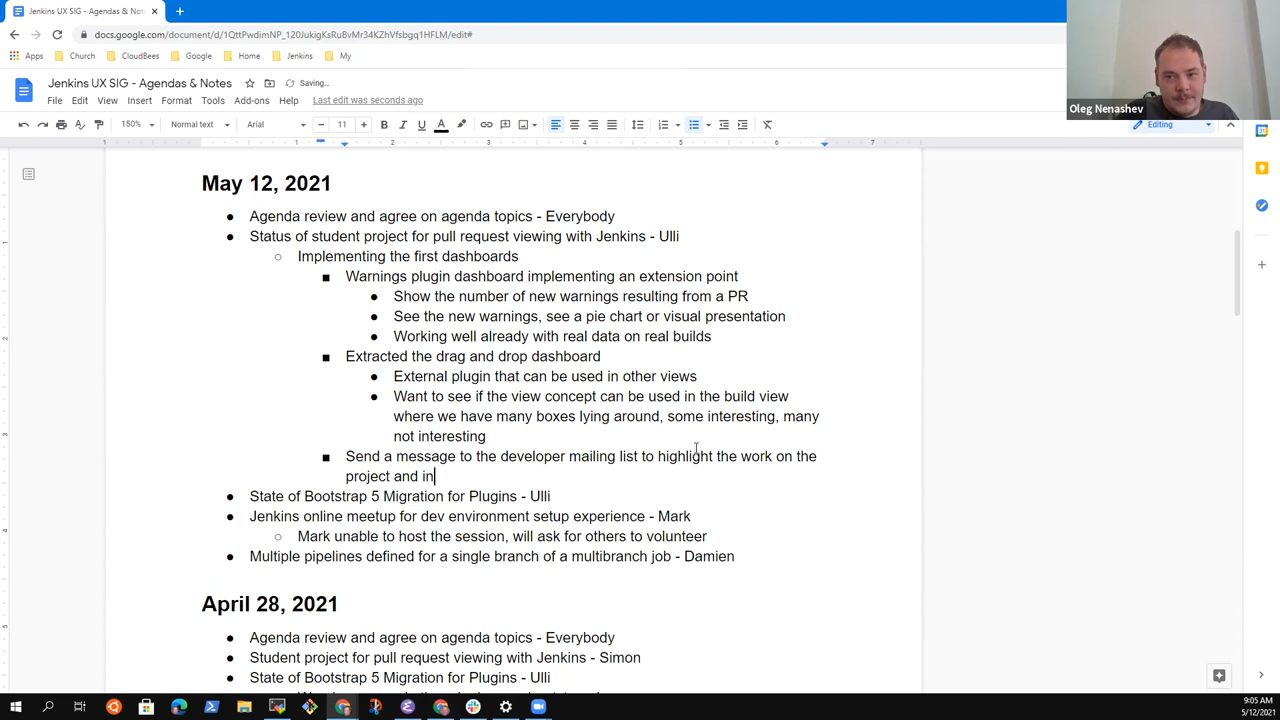 Jenkins UX SIG - Agendas & Not
docs.google.com/document/d/1QttPwdimNP_120JukigKsRuBvMr34KZhVfsbgq1HFLM/edit#
Apps Church CloudBees Google Home Jenkins My
Jenkins UX SIG - Agendas & Notes Saving...
File Edit View Insert Format Tools Add-ons Help Last edit was seconds ago
150% Normal text Arial 11 Editing
Oleg Nenashev
1 1 2 3 4 5 6 7
May 12, 2021
● Agenda review and agree on agenda topics - Everybody
● Status of student project for pull request viewing with Jenkins - Ulli
○ Implementing the first dashboards
■ Warnings plugin dashboard implementing an extension point
● Show the number of new warnings resulting from a PR
● See the new warnings, see a pie chart or visual presentation
● Working well already with real data on real builds
■ Extracted the drag and drop dashboard
● External plugin that can be used in other views
● Want to see if the view concept can be used in the build view
where we have many boxes lying around, some interesting, many
not interesting
■ Send a message to the developer mailing list to highlight the work on the
project and in
● State of Bootstrap 5 Migration for Plugins - Ulli
● Jenkins online meetup for dev environment setup experience - Mark
○ Mark unable to host the session, will ask for others to volunteer
● Multiple pipelines defined for a single branch of a multibranch job - Damien
April 28, 2021
● Agenda review and agree on agenda topics - Everybody
● Student project for pull request viewing with Jenkins - Simon
● State of Bootstrap 5 Migration for Plugins - Ulli
9:05 AM
5/12/2021